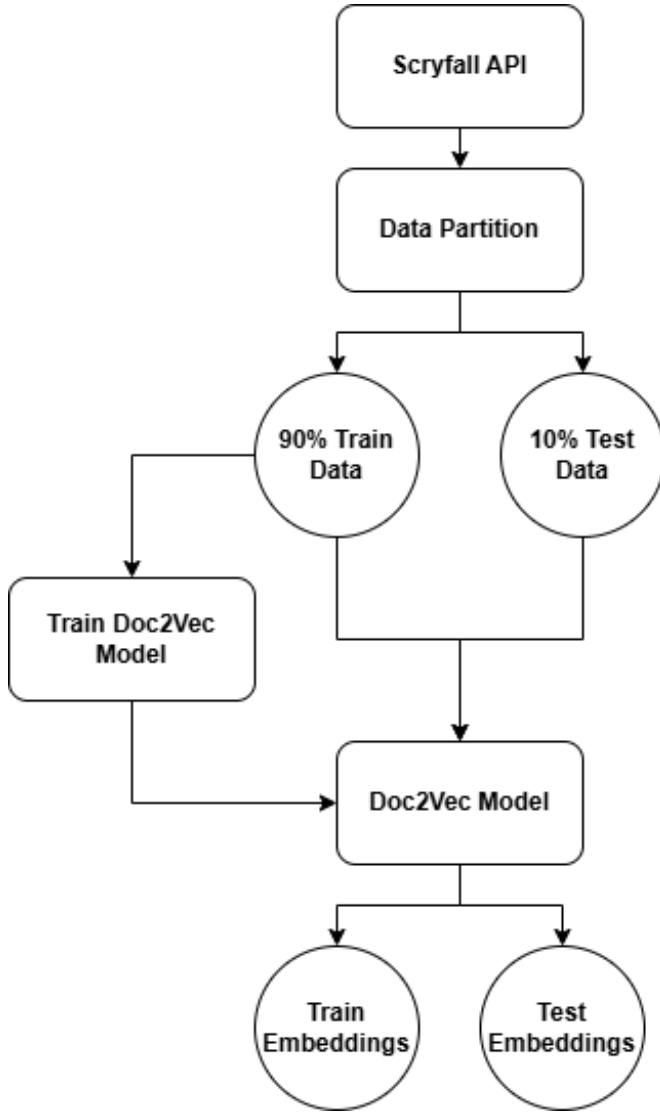 Scryfall API
Data Partition
90% Train
Data
10% Test
Data
Train Doc2Vec
Model
Doc2Vec Model
Train
Embeddings
Test
Embeddings